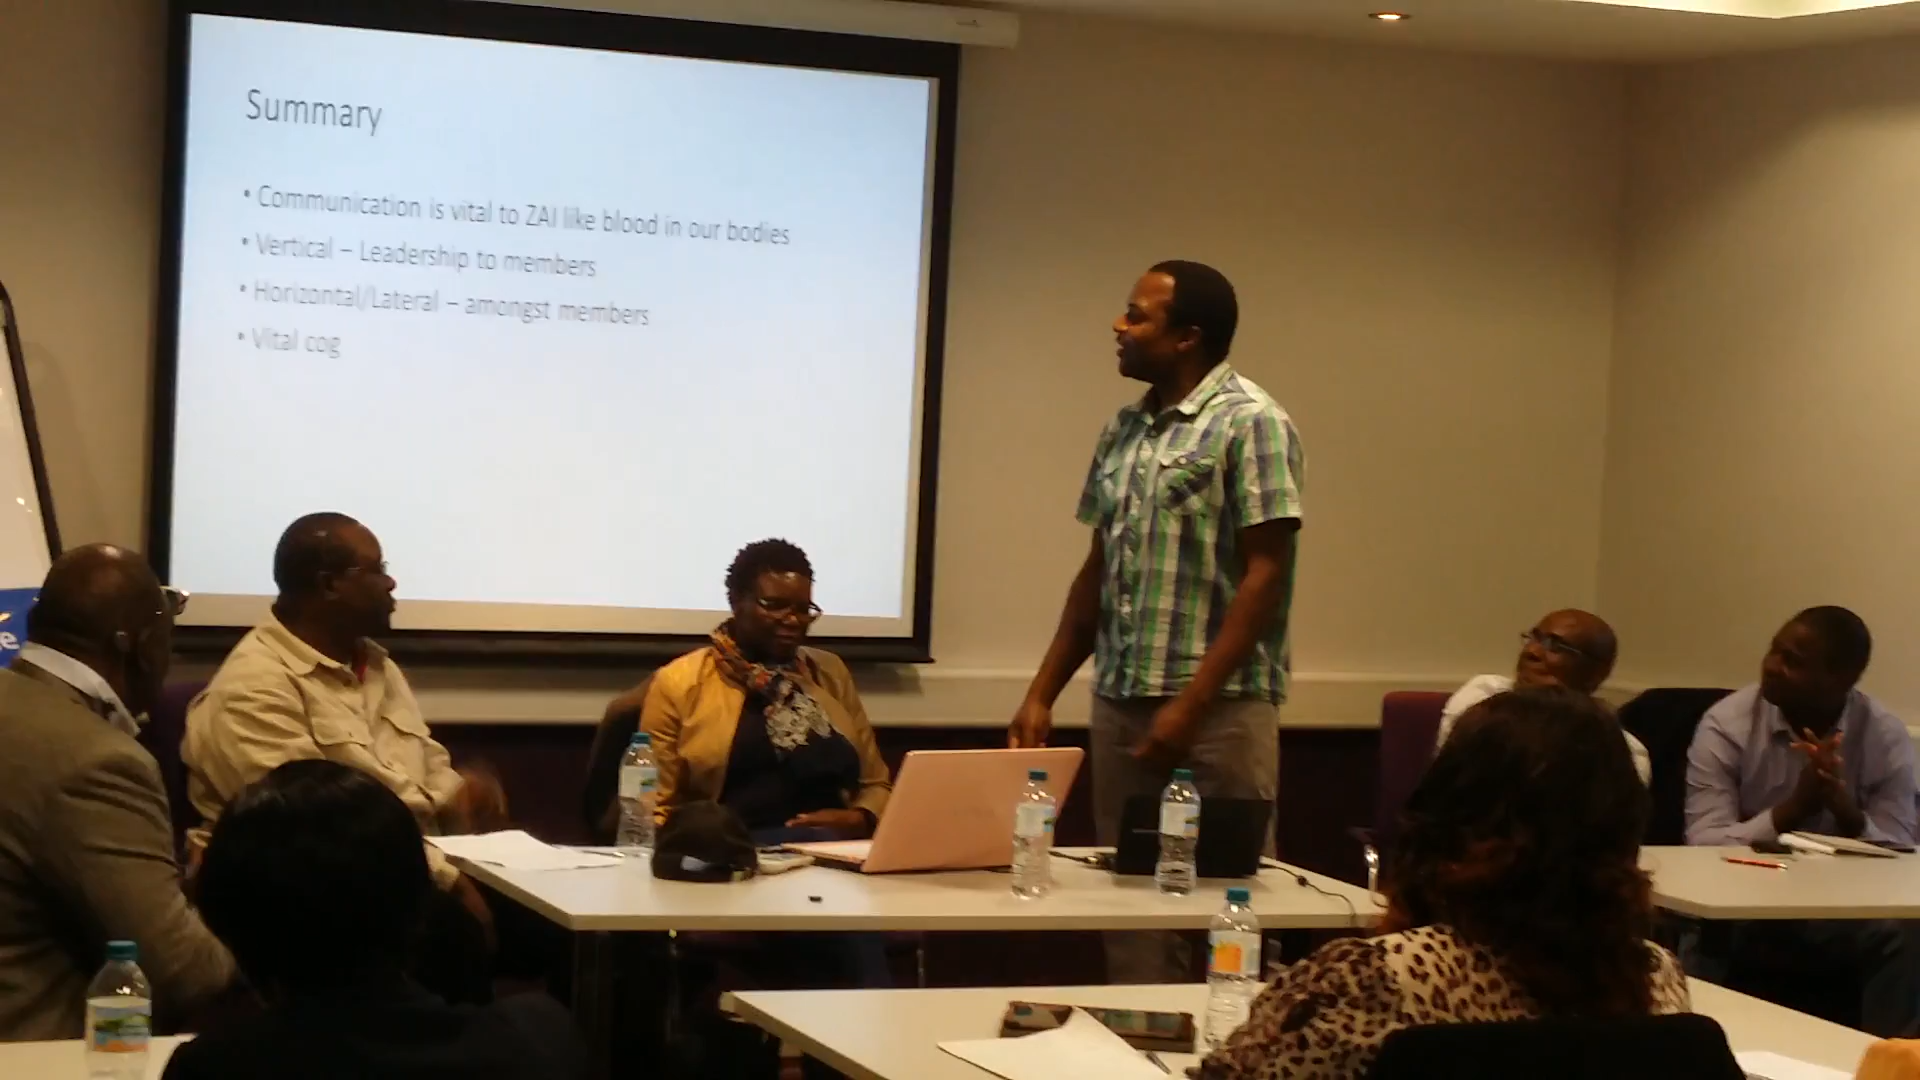 Summary
• Communication is vital to ZAI like blood in our bodies
• Vertical – Leadership to members
• Horizontal/Lateral – amongst members
• Vital cog